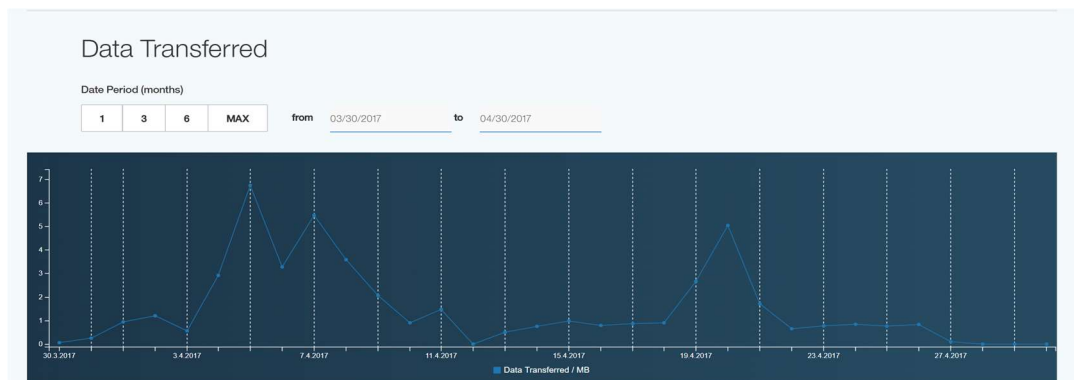 Data Transferred
Date Period (months)
1 3 6 MAX from 03/30/2017 to 04/30/2017
7
6
5
4
3
2
1
0
30.3.2017 3.4.2017 7.4.2017 11.4.2017 15.4.2017 19.4.2017 23.4.2017 27.4.2017
Data Transferred / MB